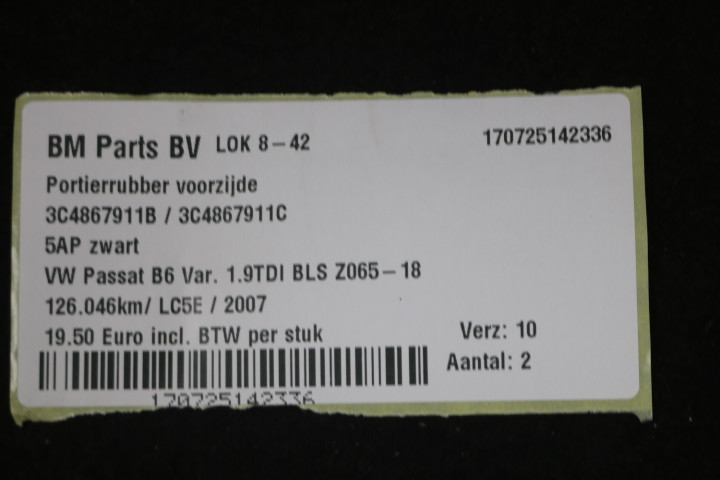 BM Parts BV LOK 8-42 170725142336
Portierrubber voorzijde
3C4867911B / 3C4867911C
5AP zwart
VW Passat B6 Var. 1.9TDI BLS Z065-18
126.046km/ LC5E / 2007
19.50 Euro incl. BTW per stuk Verz: 10
Aantal: 2
170725142336